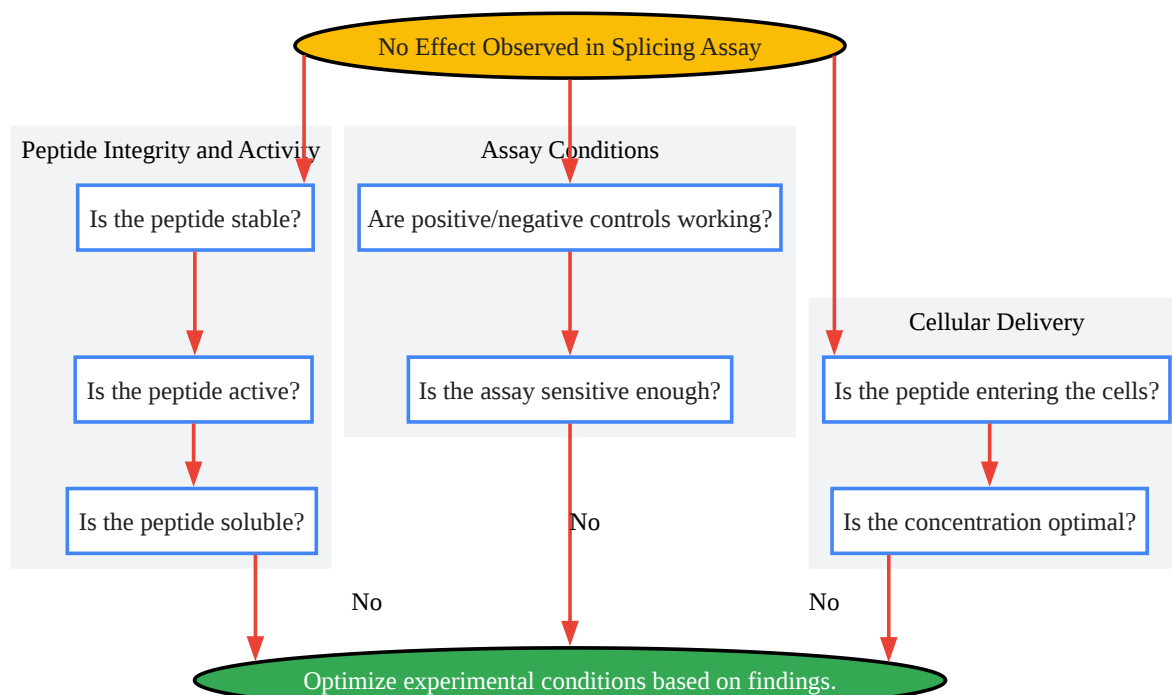 No Effect Observed in Splicing Assay
Peptide Integrity and Activity
Assay Conditions
Is the peptide stable?
Are positive/negative controls working?
Cellular Delivery
Is the peptide active?
Is the assay sensitive enough?
Is the peptide entering the cells?
Is the peptide soluble?
No
Is the concentration optimal?
No
No
Optimize experimental conditions based on findings.